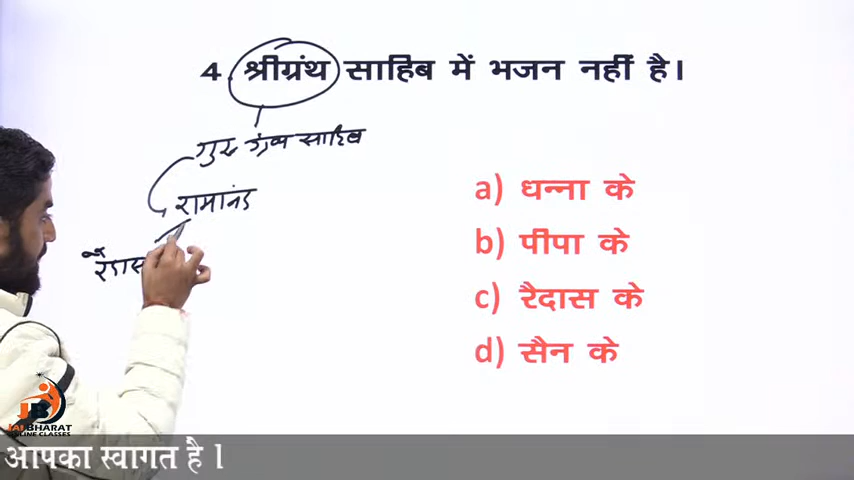 4. श्रीग्रंथ साहिब में भजन नहीं है।
गुरु ग्रंथ साहिब
रामानंद
रैदास
a) धन्ना के
b) पीपा के
c) रैदास के
d) सैन के
JAI BHARAT
ONLINE CLASSES
आपका स्वागत है l